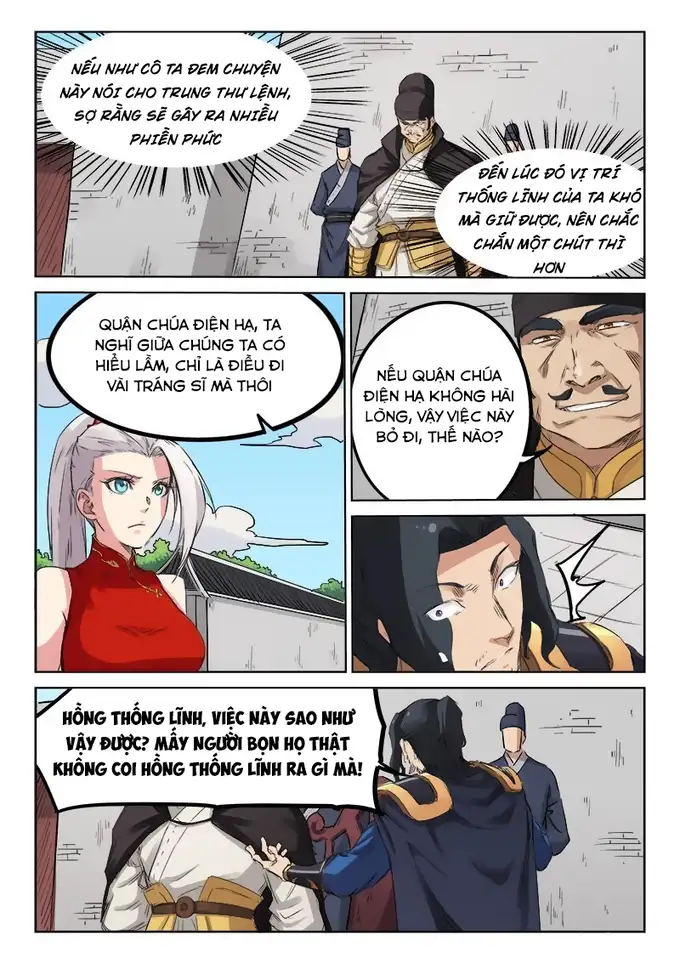 NẾU NHƯ CÔ TA ĐEM CHUYỆN
NÀY NÓI CHO TRUNG THƯ LỆNH,
SỢ RẰNG SẼ GÂY RA NHIỀU
PHIỀN PHỨC
ĐẾN LÚC ĐÓ VỊ TRÍ
THỐNG LĨNH CỦA TA KHÓ
MÀ GIỮ ĐƯỢC, NÊN CHẮC
CHẮN MỘT CHÚT THÌ
HƠN
QUẬN CHÚA ĐIỆN HẠ, TA
NGHĨ GIỮA CHÚNG TA CÓ
HIỂU LẦM, CHỈ LÀ ĐIỀU ĐI
VÀI TRÁNG SĨ MÀ THÔI
NẾU QUẬN CHÚA
ĐIỆN HẠ KHÔNG HÀI
LÒNG, VẬY VIỆC NÀY
BỎ ĐI, THẾ NÀO?
HỒNG THỐNG LĨNH, VIỆC NÀY SAO NHƯ
VẬY ĐƯỢC? MẤY NGƯỜI BỌN HỌ THẬT
KHÔNG COI HỒNG THỐNG LĨNH RA GÌ MÀ!